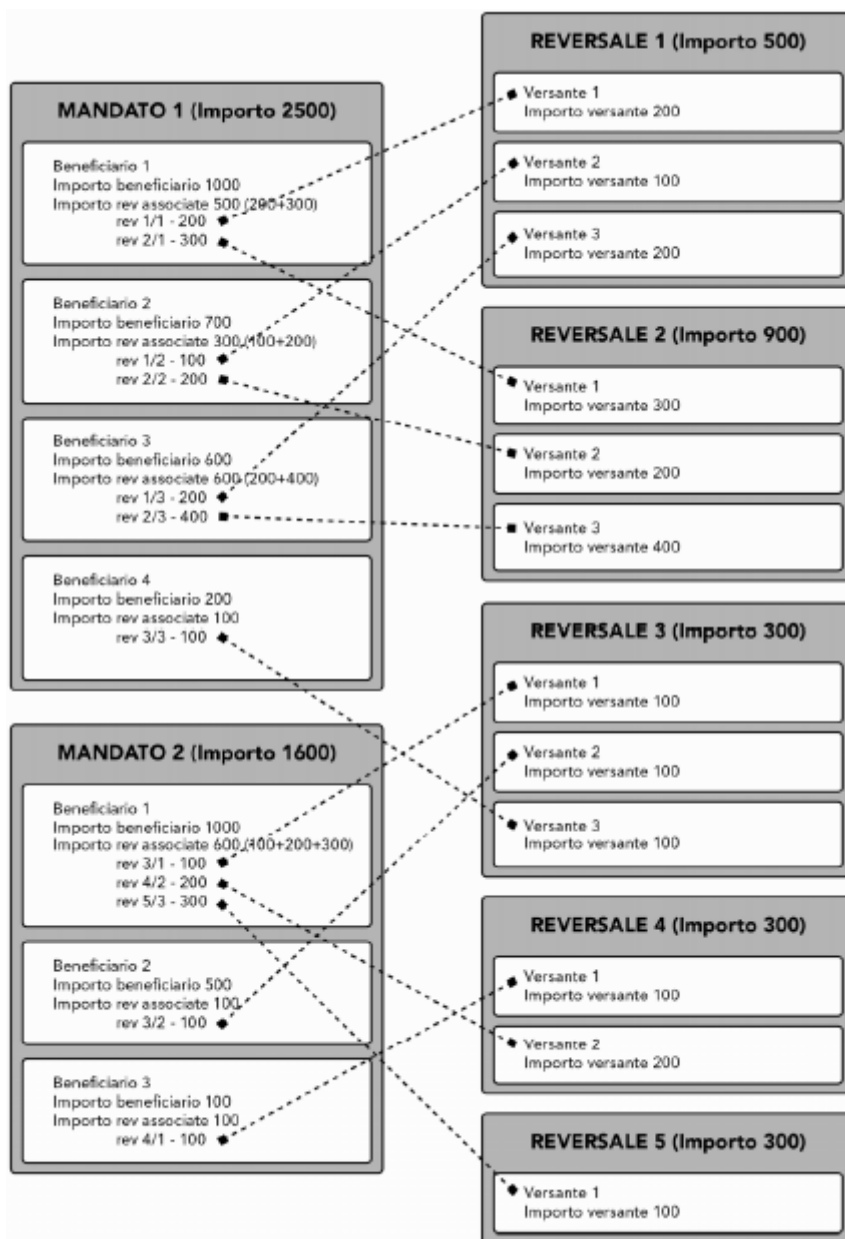 MANDATO 1 (Importo 2500)
Beneficiario 1
Importo beneficiario 1000
Importo rev associate 500 (200+300)
rev 1/1 - 200
rev 2/1 - 300
Beneficiario 2
Importo beneficiario 700
Importo rev associate 300 (100+200)
rev 1/2 - 100
rev 2/2 - 200
Beneficiario 3
Importo beneficiario 600
Importo rev associate 600 (200+400)
rev 1/3 - 200
rev 2/3 - 400
Beneficiario 4
Importo beneficiario 200
Importo rev associate 100
rev 3/3 - 100
MANDATO 2 (Importo 1600)
Beneficiario 1
Importo beneficiario 1000
Importo rev associate 600 (100+200+300)
rev 3/1 - 100
rev 4/2 - 200
rev 5/3 - 300
Beneficiario 2
Importo beneficiario 500
Importo rev associate 100
rev 3/2 - 100
Beneficiario 3
Importo beneficiario 100
Importo rev associate 100
rev 4/1 - 100
REVERSALE 1 (Importo 500)
Versante 1
Importo versante 200
Versante 2
Importo versante 100
Versante 3
Importo versante 200
REVERSALE 2 (Importo 900)
Versante 1
Importo versante 300
Versante 2
Importo versante 200
Versante 3
Importo versante 400
REVERSALE 3 (Importo 300)
Versante 1
Importo versante 100
Versante 2
Importo versante 100
Versante 3
Importo versante 100
REVERSALE 4 (Importo 300)
Versante 1
Importo versante 100
Versante 2
Importo versante 200
REVERSALE 5 (Importo 300)
Versante 1
Importo versante 100